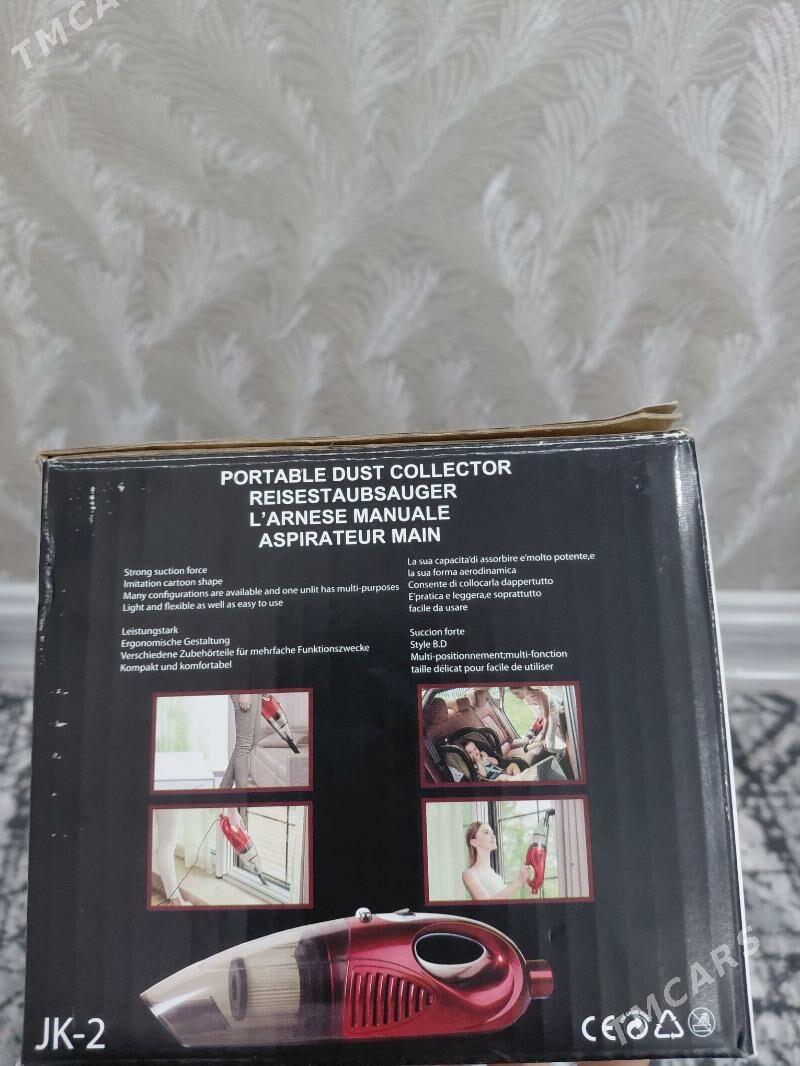 TMCARS
PORTABLE DUST COLLECTOR
REISESTAUBSAUGER
L'ARNESE MANUALE
ASPIRATEUR MAIN
Strong suction force
Imitation cartoon shape
Many configurations are available and one unlit has multi-purposes
Light and flexible as well as easy to use
Leistungstark
Ergonomische Gestaltung
Verschiedene Zubehörteile für mehrfache Funktionszwecke
Kompakt und komfortabel
La sua capacita'di assorbire e'molto potente,e
la sua forma aerodinamica
Consente di collocarla dappertutto
E'pratica e leggera,e soprattutto
facile da usare
Succion forte
Style B.D
Multi-positionnement;multi-fonction
taille délicat pour facile de utiliser
JK-2
CE
TMCARS